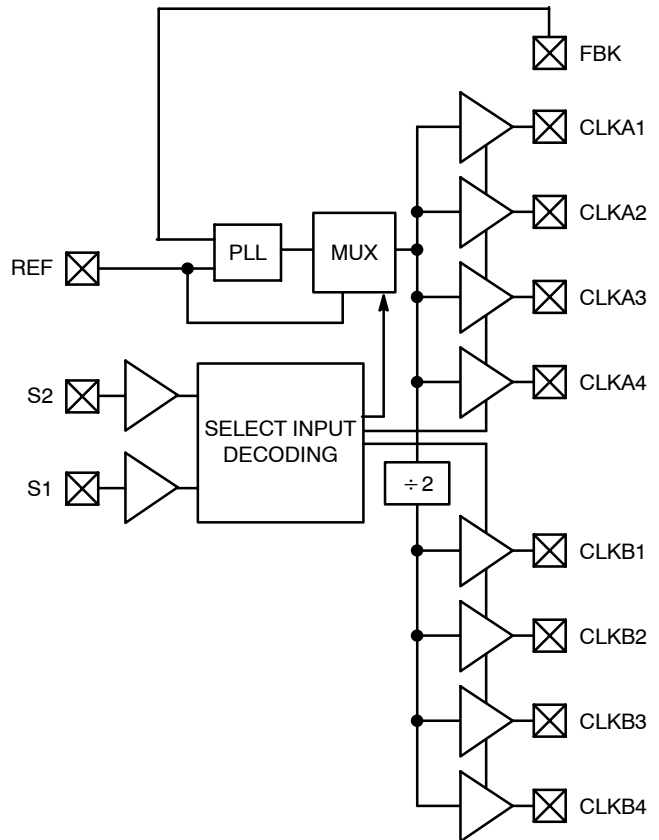 FBK
CLKA1
CLKA2
PLL
MUX
REF
CLKA3
CLKA4
S2
SELECT INPUT
DECODING
S1
÷2
CLKB1
CLKB2
CLKB3
CLKB4